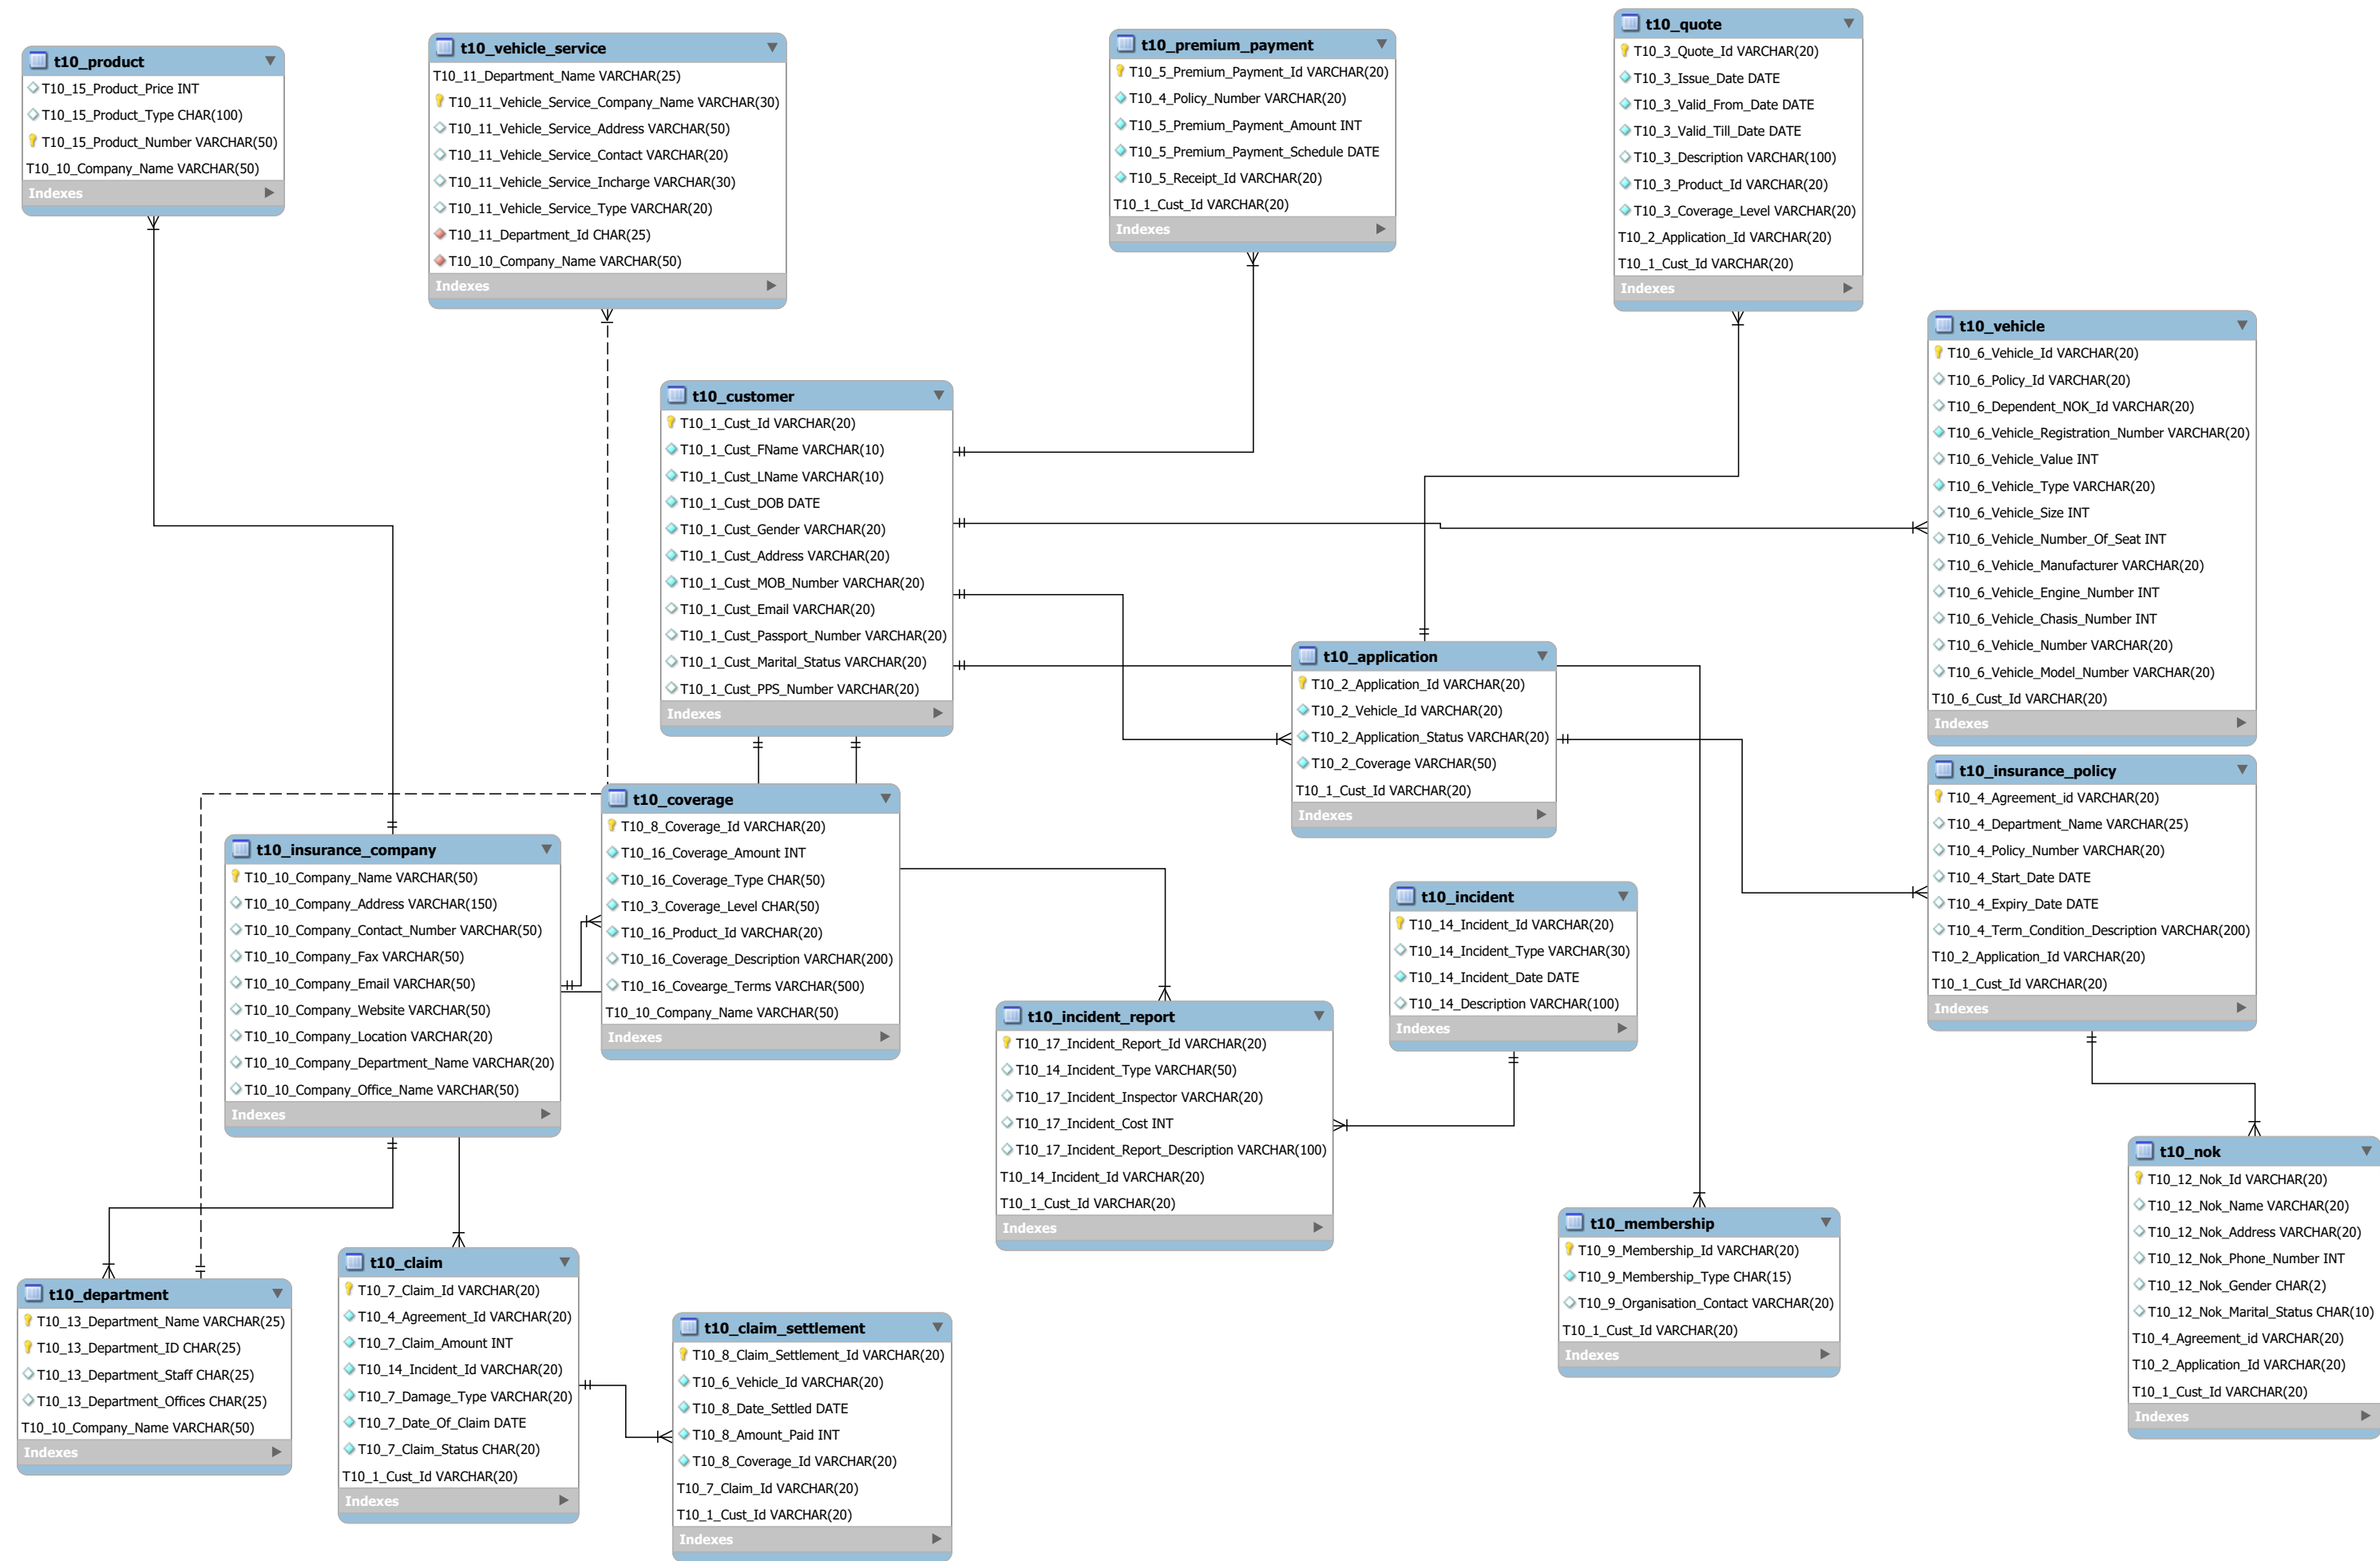 t10_product
T10_15_Product_Price INT
T10_15_Product_Type CHAR(100)
T10_15_Product_Number VARCHAR(50)
T10_10_Company_Name VARCHAR(50)
Indexes
t10_vehicle_service
T10_11_Department_Name VARCHAR(25)
T10_11_Vehicle_Service_Company_Name VARCHAR(30)
T10_11_Vehicle_Service_Address VARCHAR(50)
T10_11_Vehicle_Service_Contact VARCHAR(20)
T10_11_Vehicle_Service_Incharge VARCHAR(30)
T10_11_Vehicle_Service_Type VARCHAR(20)
T10_11_Department_Id CHAR(25)
T10_10_Company_Name VARCHAR(50)
Indexes
t10_premium_payment
T10_5_Premium_Payment_Id VARCHAR(20)
T10_4_Policy_Number VARCHAR(20)
T10_5_Premium_Payment_Amount INT
T10_5_Premium_Payment_Schedule DATE
T10_5_Receipt_Id VARCHAR(20)
T10_1_Cust_Id VARCHAR(20)
Indexes
t10_quote
T10_3_Quote_Id VARCHAR(20)
T10_3_Issue_Date DATE
T10_3_Valid_From_Date DATE
T10_3_Valid_Till_Date DATE
T10_3_Description VARCHAR(100)
T10_3_Product_Id VARCHAR(20)
T10_3_Coverage_Level VARCHAR(20)
T10_2_Application_Id VARCHAR(20)
T10_1_Cust_Id VARCHAR(20)
Indexes
t10_vehicle
T10_6_Vehicle_Id VARCHAR(20)
T10_6_Policy_Id VARCHAR(20)
T10_6_Dependent_NOK_Id VARCHAR(20)
T10_6_Vehicle_Registration_Number VARCHAR(20)
T10_6_Vehicle_Value INT
T10_6_Vehicle_Type VARCHAR(20)
T10_6_Vehicle_Size INT
T10_6_Vehicle_Number_Of_Seat INT
T10_6_Vehicle_Manufacturer VARCHAR(20)
T10_6_Vehicle_Engine_Number INT
T10_6_Vehicle_Chasis_Number INT
T10_6_Vehicle_Number VARCHAR(20)
T10_6_Vehicle_Model_Number VARCHAR(20)
T10_6_Cust_Id VARCHAR(20)
Indexes
t10_customer
T10_1_Cust_Id VARCHAR(20)
T10_1_Cust_FName VARCHAR(10)
T10_1_Cust_LName VARCHAR(10)
T10_1_Cust_DOB DATE
T10_1_Cust_Gender VARCHAR(20)
T10_1_Cust_Address VARCHAR(20)
T10_1_Cust_MOB_Number VARCHAR(20)
T10_1_Cust_Email VARCHAR(20)
T10_1_Cust_Passport_Number VARCHAR(20)
T10_1_Cust_Marital_Status VARCHAR(20)
T10_1_Cust_PPS_Number VARCHAR(20)
Indexes
t10_application
T10_2_Application_Id VARCHAR(20)
T10_2_Vehicle_Id VARCHAR(20)
T10_2_Application_Status VARCHAR(20)
T10_2_Coverage VARCHAR(50)
T10_1_Cust_Id VARCHAR(20)
Indexes
t10_insurance_policy
T10_4_Agreement_id VARCHAR(20)
T10_4_Department_Name VARCHAR(25)
T10_4_Policy_Number VARCHAR(20)
T10_4_Start_Date DATE
T10_4_Expiry_Date DATE
T10_4_Term_Condition_Description VARCHAR(200)
T10_2_Application_Id VARCHAR(20)
T10_1_Cust_Id VARCHAR(20)
Indexes
t10_coverage
T10_8_Coverage_Id VARCHAR(20)
T10_16_Coverage_Amount INT
T10_16_Coverage_Type CHAR(50)
T10_3_Coverage_Level CHAR(50)
T10_16_Product_Id VARCHAR(20)
T10_16_Coverage_Description VARCHAR(200)
T10_16_Covearge_Terms VARCHAR(500)
T10_10_Company_Name VARCHAR(50)
Indexes
t10_insurance_company
T10_10_Company_Name VARCHAR(50)
T10_10_Company_Address VARCHAR(150)
T10_10_Company_Contact_Number VARCHAR(50)
T10_10_Company_Fax VARCHAR(50)
T10_10_Company_Email VARCHAR(50)
T10_10_Company_Website VARCHAR(50)
T10_10_Company_Location VARCHAR(20)
T10_10_Company_Department_Name VARCHAR(20)
T10_10_Company_Office_Name VARCHAR(50)
Indexes
t10_incident
T10_14_Incident_Id VARCHAR(20)
T10_14_Incident_Type VARCHAR(30)
T10_14_Incident_Date DATE
T10_14_Description VARCHAR(100)
Indexes
t10_incident_report
T10_17_Incident_Report_Id VARCHAR(20)
T10_14_Incident_Type VARCHAR(50)
T10_17_Incident_Inspector VARCHAR(20)
T10_17_Incident_Cost INT
T10_17_Incident_Report_Description VARCHAR(100)
T10_14_Incident_Id VARCHAR(20)
T10_1_Cust_Id VARCHAR(20)
Indexes
t10_nok
T10_12_Nok_Id VARCHAR(20)
T10_12_Nok_Name VARCHAR(20)
T10_12_Nok_Address VARCHAR(20)
T10_12_Nok_Phone_Number INT
T10_12_Nok_Gender CHAR(2)
T10_12_Nok_Marital_Status CHAR(10)
T10_4_Agreement_id VARCHAR(20)
T10_2_Application_Id VARCHAR(20)
T10_1_Cust_Id VARCHAR(20)
Indexes
t10_membership
T10_9_Membership_Id VARCHAR(20)
T10_9_Membership_Type CHAR(15)
T10_9_Organisation_Contact VARCHAR(20)
T10_1_Cust_Id VARCHAR(20)
Indexes
t10_department
T10_13_Department_Name VARCHAR(25)
T10_13_Department_ID CHAR(25)
T10_13_Department_Staff CHAR(25)
T10_13_Department_Offices CHAR(25)
T10_10_Company_Name VARCHAR(50)
Indexes
t10_claim
T10_7_Claim_Id VARCHAR(20)
T10_4_Agreement_Id VARCHAR(20)
T10_7_Claim_Amount INT
T10_14_Incident_Id VARCHAR(20)
T10_7_Damage_Type VARCHAR(20)
T10_7_Date_Of_Claim DATE
T10_7_Claim_Status CHAR(20)
T10_1_Cust_Id VARCHAR(20)
Indexes
t10_claim_settlement
T10_8_Claim_Settlement_Id VARCHAR(20)
T10_6_Vehicle_Id VARCHAR(20)
T10_8_Date_Settled DATE
T10_8_Amount_Paid INT
T10_8_Coverage_Id VARCHAR(20)
T10_7_Claim_Id VARCHAR(20)
T10_1_Cust_Id VARCHAR(20)
Indexes